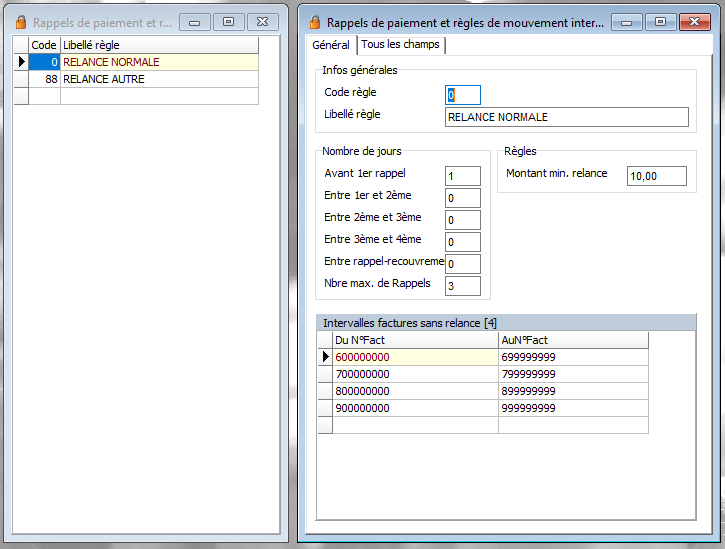 Rappels de paiement et r...
Code Libellé règle
0 RELANCE NORMALE
88 RELANCE AUTRE
Rappels de paiement et règles de mouvement inter...
Général Tous les champs
Infos générales
Code règle 0
Libellé règle RELANCE NORMALE
Nombre de jours
Avant 1er rappel 1
Entre 1er et 2ème 0
Entre 2ème et 3ème 0
Entre 3ème et 4ème 0
Entre rappel-recouvreme 0
Nbre max. de Rappels 3
Règles
Montant min. relance 10,00
Intervalles factures sans relance [4]
Du N°Fact AuN°Fact
600000000 699999999
700000000 799999999
800000000 899999999
900000000 999999999